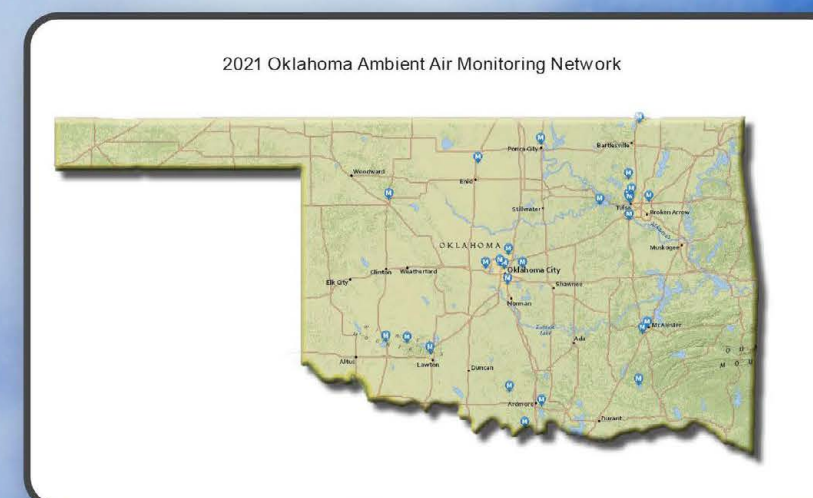 2021 Oklahoma Ambient Air Monitoring Network
Ponca City
Bartlesville
Woodward
Enid
Stillwater
Tulsa
Broken Arrow
OKLAHOMA
Muskogee
Clinton
Weatherford
Oklahoma City
Elk City
Shawnee
Norman
McAlester
Ada
Altus
Lawton
Duncan
Ardmore
Durant